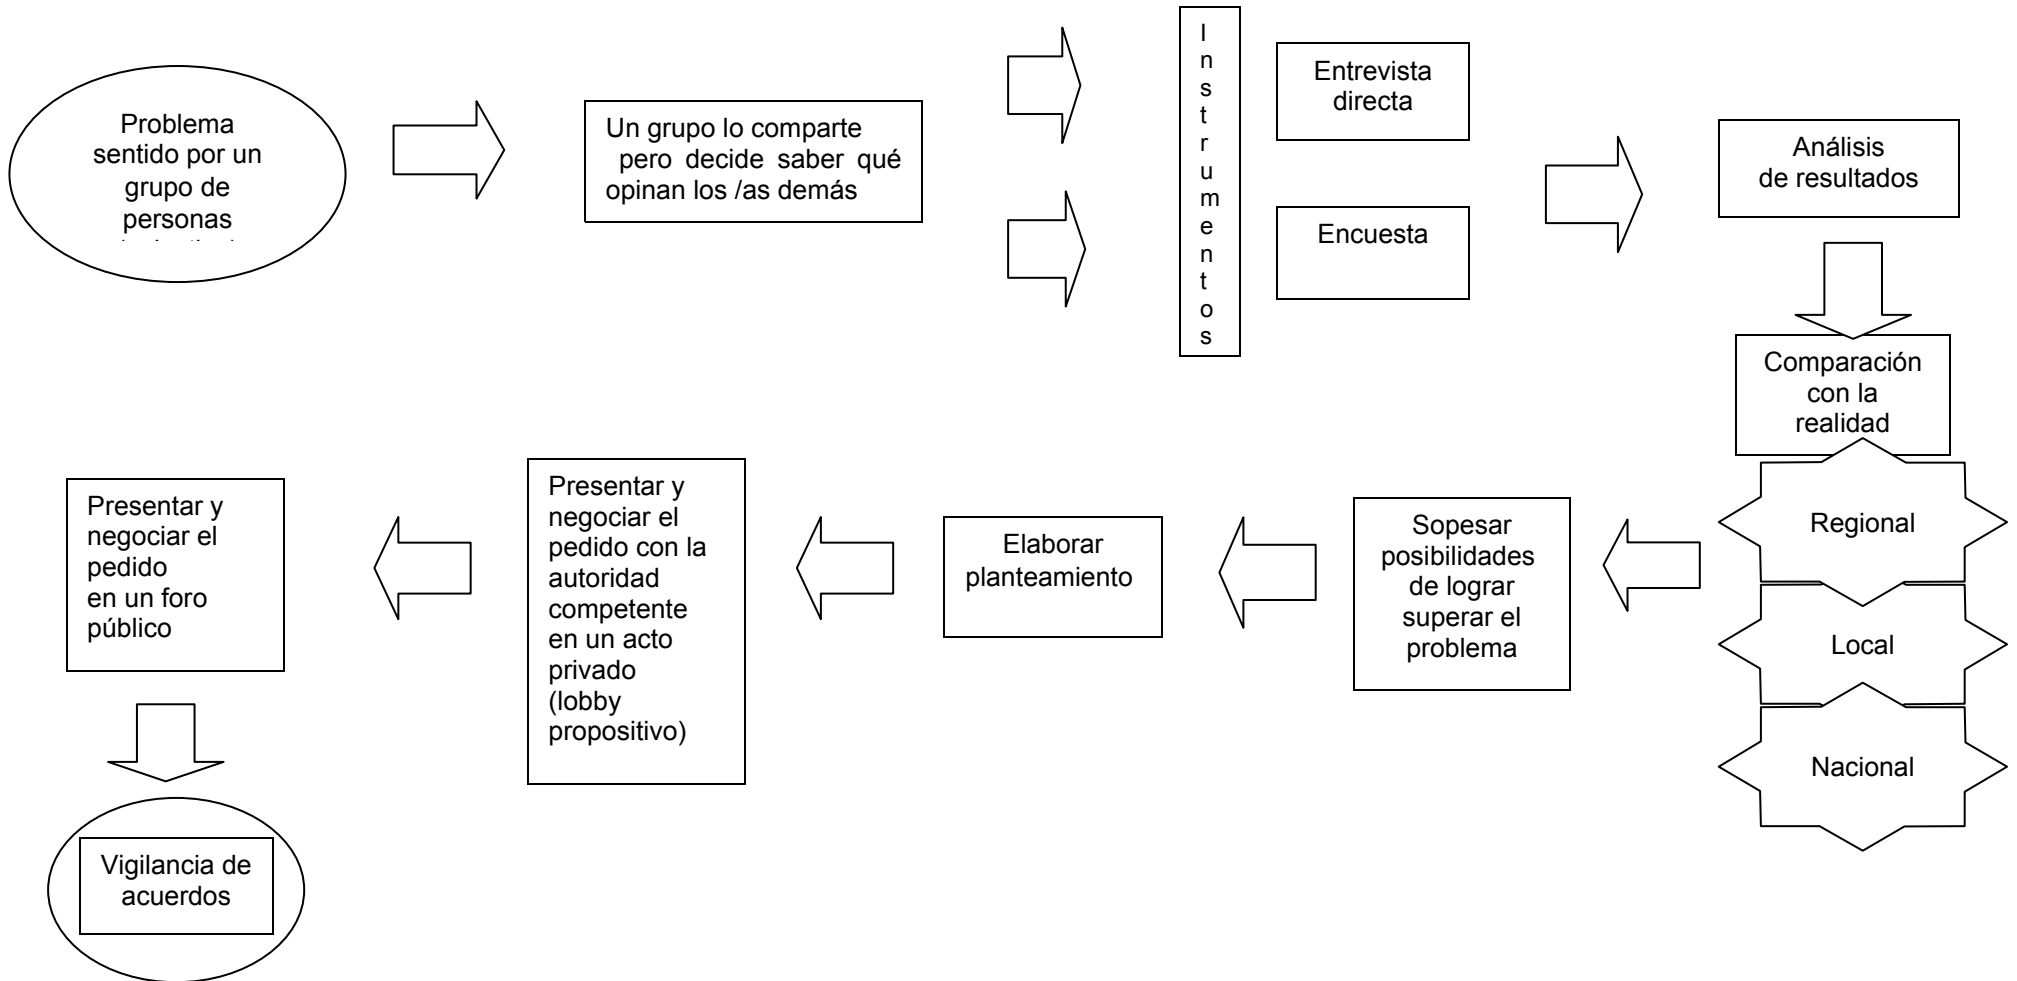 Problema
sentido por un
grupo de
personas
Un grupo lo comparte
pero decide saber qué
opinan los /as demás
Instrumentos
Entrevista
directa
Encuesta
Análisis
de resultados
Comparación
con la
realidad
Regional
Local
Nacional
Sopesar
posibilidades
de lograr
superar el
problema
Elaborar
planteamiento
Presentar y
negociar el
pedido con la
autoridad
competente
en un acto
privado
(lobby
propositivo)
Presentar y
negociar el
pedido
en un foro
público
Vigilancia de
acuerdos